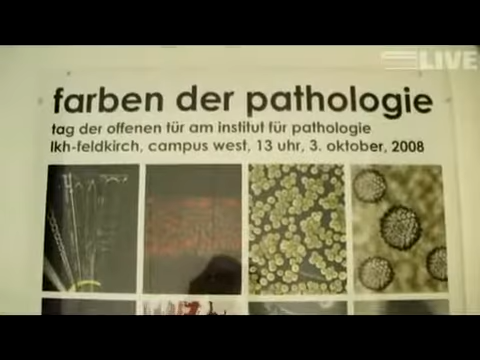 LIVE
farben der pathologie
tag der offenen tür am institut für pathologie
lkh-feldkirch, campus west, 13 uhr, 3. oktober, 2008